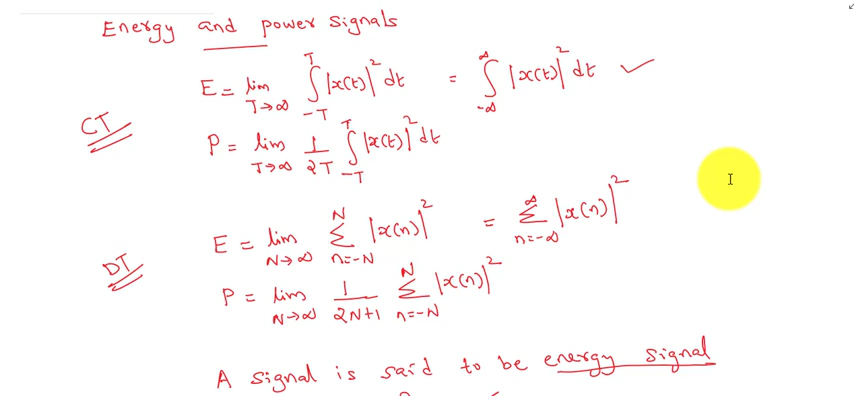 Energy and power signals
E = lim T→∞ ∫_{-T}^{T} |x(t)|² dt = ∫_{-∞}^{∞} |x(t)|² dt ✓
CT
P = lim T→∞ 1/2T ∫_{-T}^{T} |x(t)|² dt
E = lim N→∞ Σ_{n=-N}^{N} |x(n)|² = Σ_{n=-∞}^{∞} |x(n)|²
DT
P = lim N→∞ 1/2N+1 Σ_{n=-N}^{N} |x(n)|²
A signal is said to be energy signal